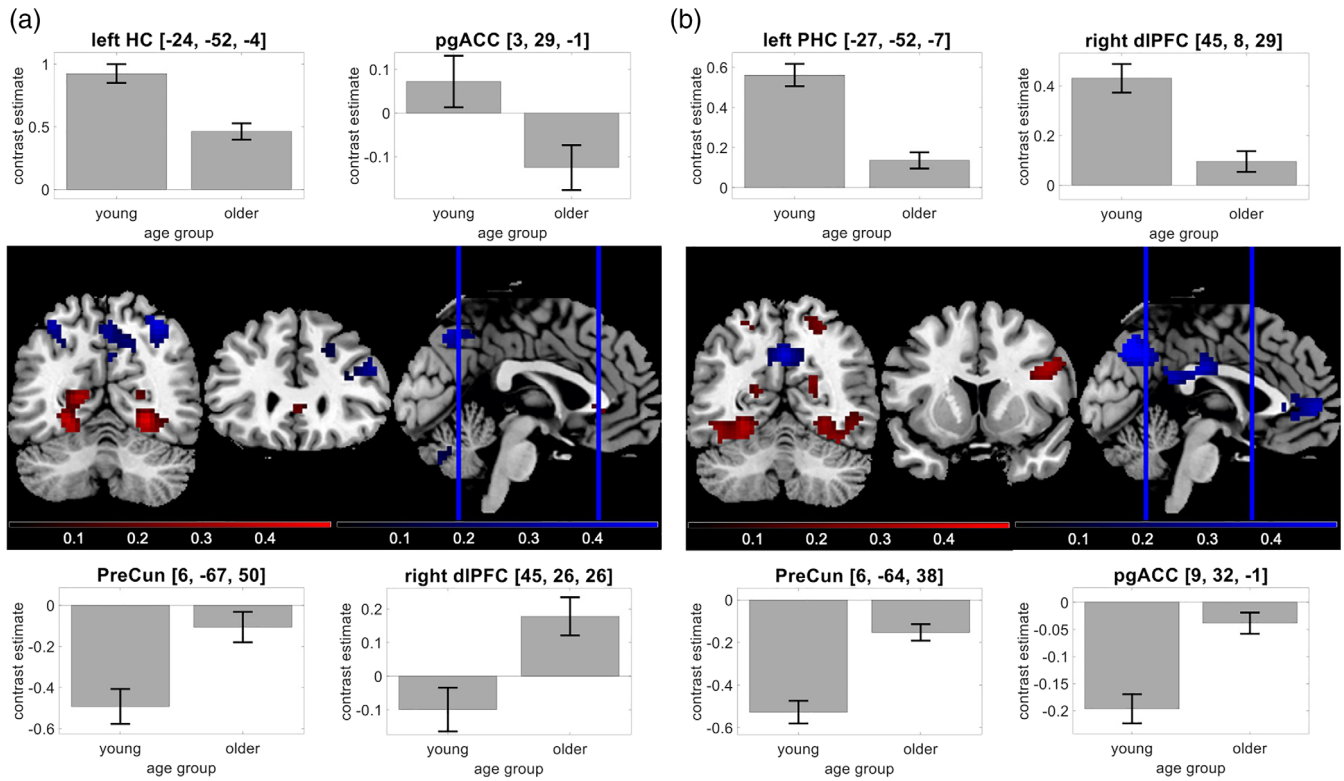 (a)
left HC [-24, -52, -4]
contrast estimate
1
0.5
0
young
older
age group
pgACC [3, 29, -1]
contrast estimate
0.1
0
-0.1
young
older
age group
(b)
left PHC [-27, -52, -7]
contrast estimate
0.6
0.4
0.2
0
young
older
age group
right dlPFC [45, 8, 29]
contrast estimate
0.4
0.2
0
young
older
age group
0.1 0.2 0.3 0.4
0.1 0.2 0.3 0.4
0.1 0.2 0.3 0.4
0.1 0.2 0.3 0.4
PreCun [6, -67, 50]
contrast estimate
0
-0.2
-0.4
-0.6
young
older
age group
right dlPFC [45, 26, 26]
contrast estimate
0.2
0.1
0
-0.1
young
older
age group
PreCun [6, -64, 38]
contrast estimate
0
-0.2
-0.4
-0.6
young
older
age group
pgACC [9, 32, -1]
contrast estimate
0
-0.05
-0.1
-0.15
-0.2
young
older
age group